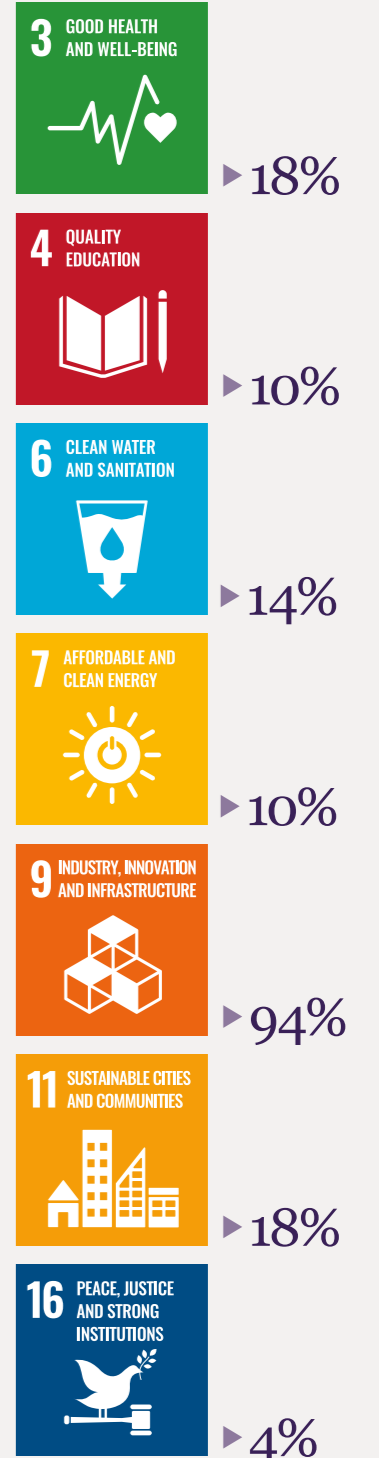 3 GOOD HEALTH
AND WELL-BEING
18%
4 QUALITY
EDUCATION
10%
6 CLEAN WATER
AND SANITATION
14%
7 AFFORDABLE AND
CLEAN ENERGY
10%
9 INDUSTRY, INNOVATION
AND INFRASTRUCTURE
94%
11 SUSTAINABLE CITIES
AND COMMUNITIES
18%
16 PEACE, JUSTICE
AND STRONG
INSTITUTIONS
4%